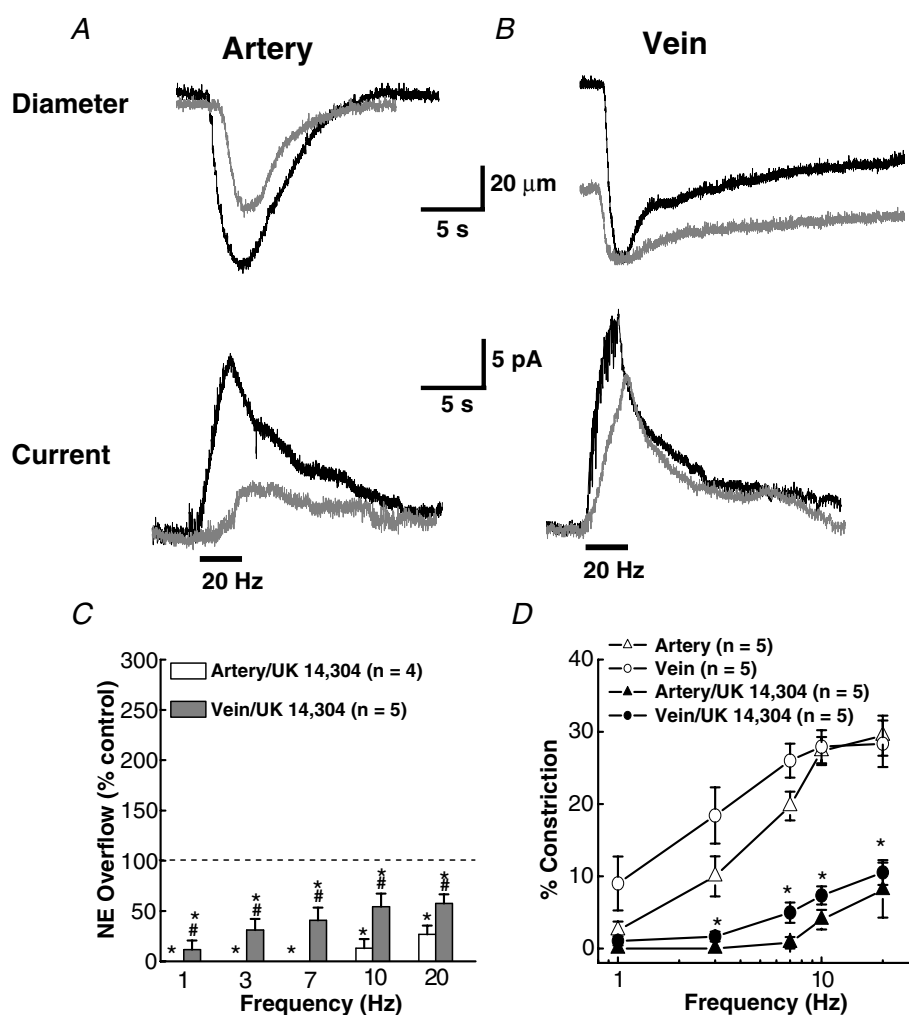 A
Artery
B
Vein
Diameter
20 μm
5 s
5 pA
5 s
Current
20 Hz
20 Hz
C
300
250
200
150
100
50
0
NE Overflow (% control)
Artery/UK 14,304 (n = 4)
Vein/UK 14,304 (n = 5)
* * # * * # * * # * * # * * #
1 3 7 10 20
Frequency (Hz)
D
Artery (n = 5)
Vein (n = 5)
Artery/UK 14,304 (n = 5)
Vein/UK 14,304 (n = 5)
40
30
20
10
0
% Constriction
* * * *
1 10
Frequency (Hz)